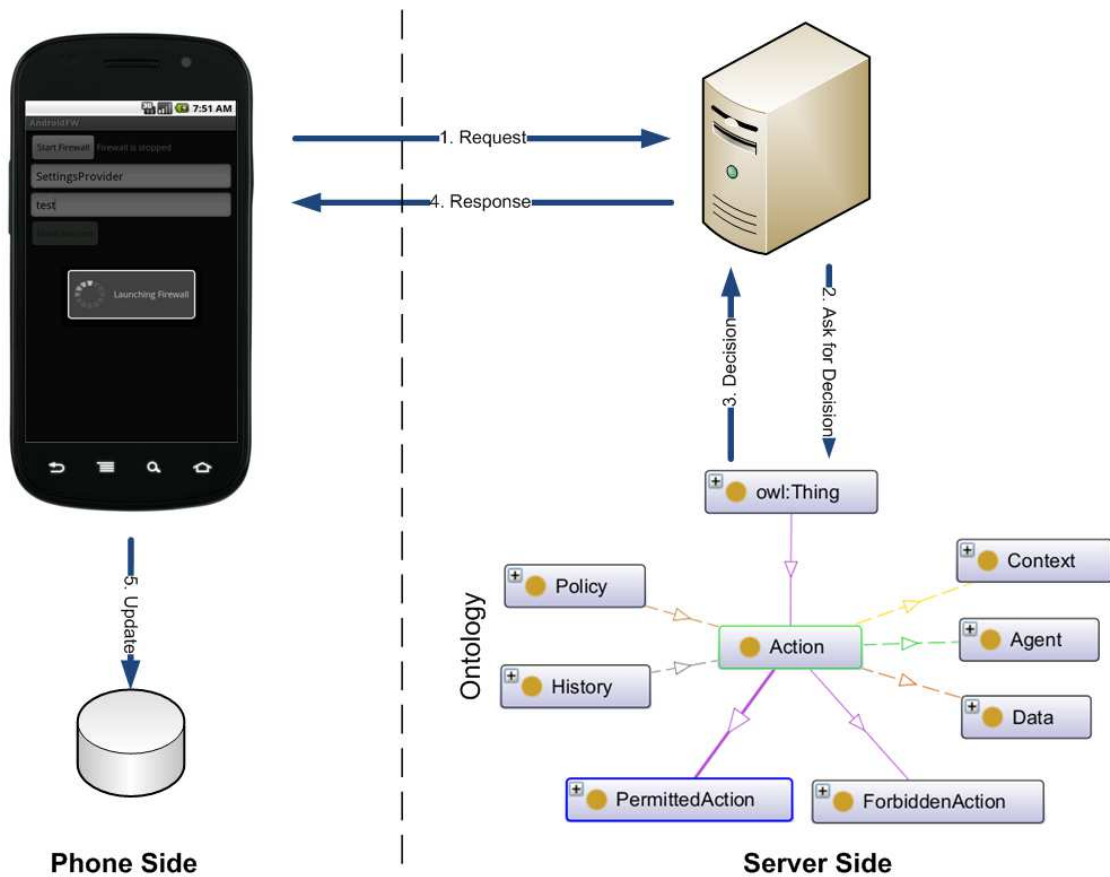 7:51 AM
AndroidFW
Start Firewall Firewall is stopped
SettingsProvider
test
Launching Firewall
1. Request
4. Response
3. Decision
2. Ask for Decision
5. Update
Ontology
owl:Thing
Policy
Context
Action
Agent
History
Data
PermittedAction
ForbiddenAction
Phone Side
Server Side